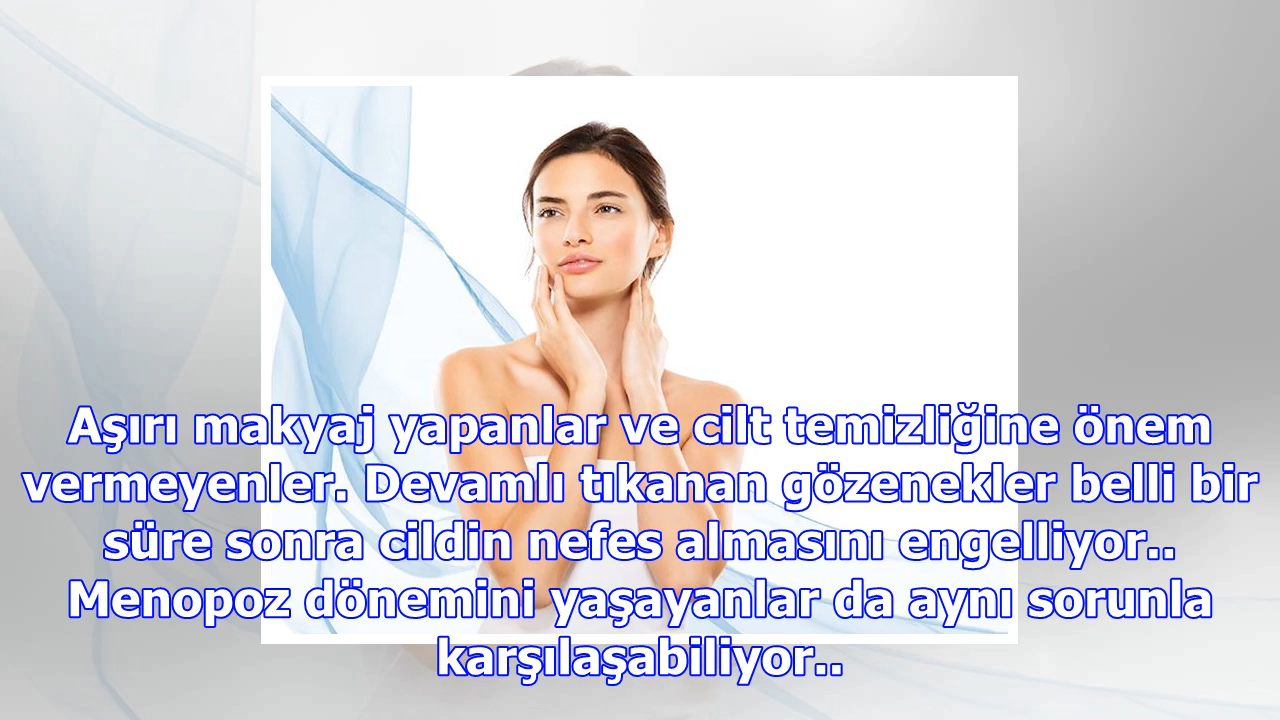 Aşırı makyaj yapanlar ve cilt temizliğine önem
vermeyenler. Devamlı tıkanan gözenekler belli bir
süre sonra cildin nefes almasını engelliyor..
Menopoz dönemini yaşayanlar da aynı sorunla
karşılaşabiliyor..